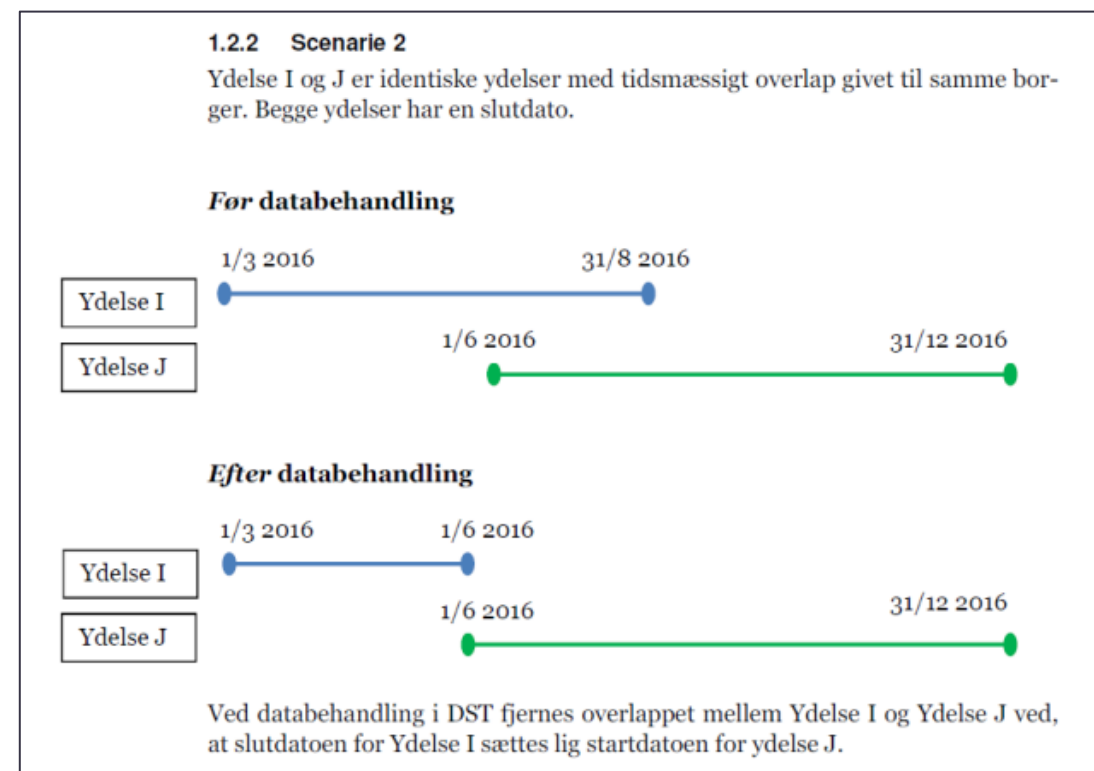 1.2.2 Scenarie 2
Ydelse I og J er identiske ydelser med tidsmæssigt overlap givet til samme bor-
ger. Begge ydelser har en slutdato.
Før databehandling
1/3 2016 31/8 2016
Ydelse I
1/6 2016 31/12 2016
Ydelse J
Efter databehandling
1/3 2016 1/6 2016
Ydelse I
1/6 2016 31/12 2016
Ydelse J
Ved databehandling i DST fjernes overlappet mellem Ydelse I og Ydelse J ved,
at slutdatoen for Ydelse I sættes lig startdatoen for ydelse J.